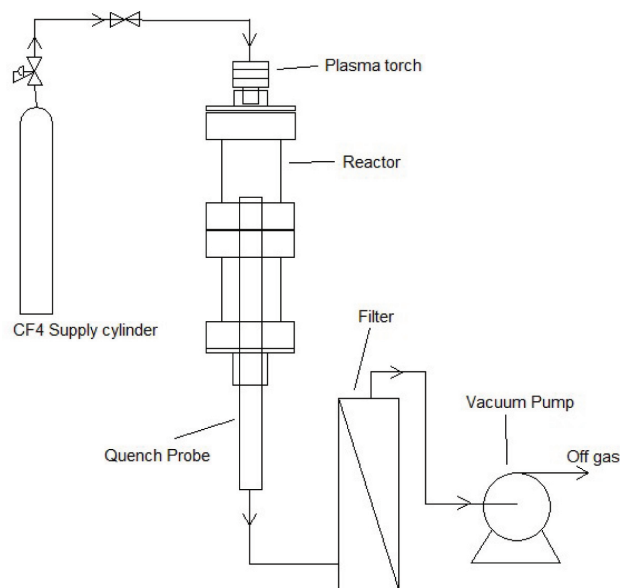 Plasma torch
Reactor
CF4 Supply cylinder
Filter
Vacuum Pump
Quench Probe
Off gas